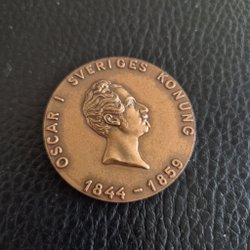 OSCAR I SVERIGES KONUNG
1844-1859